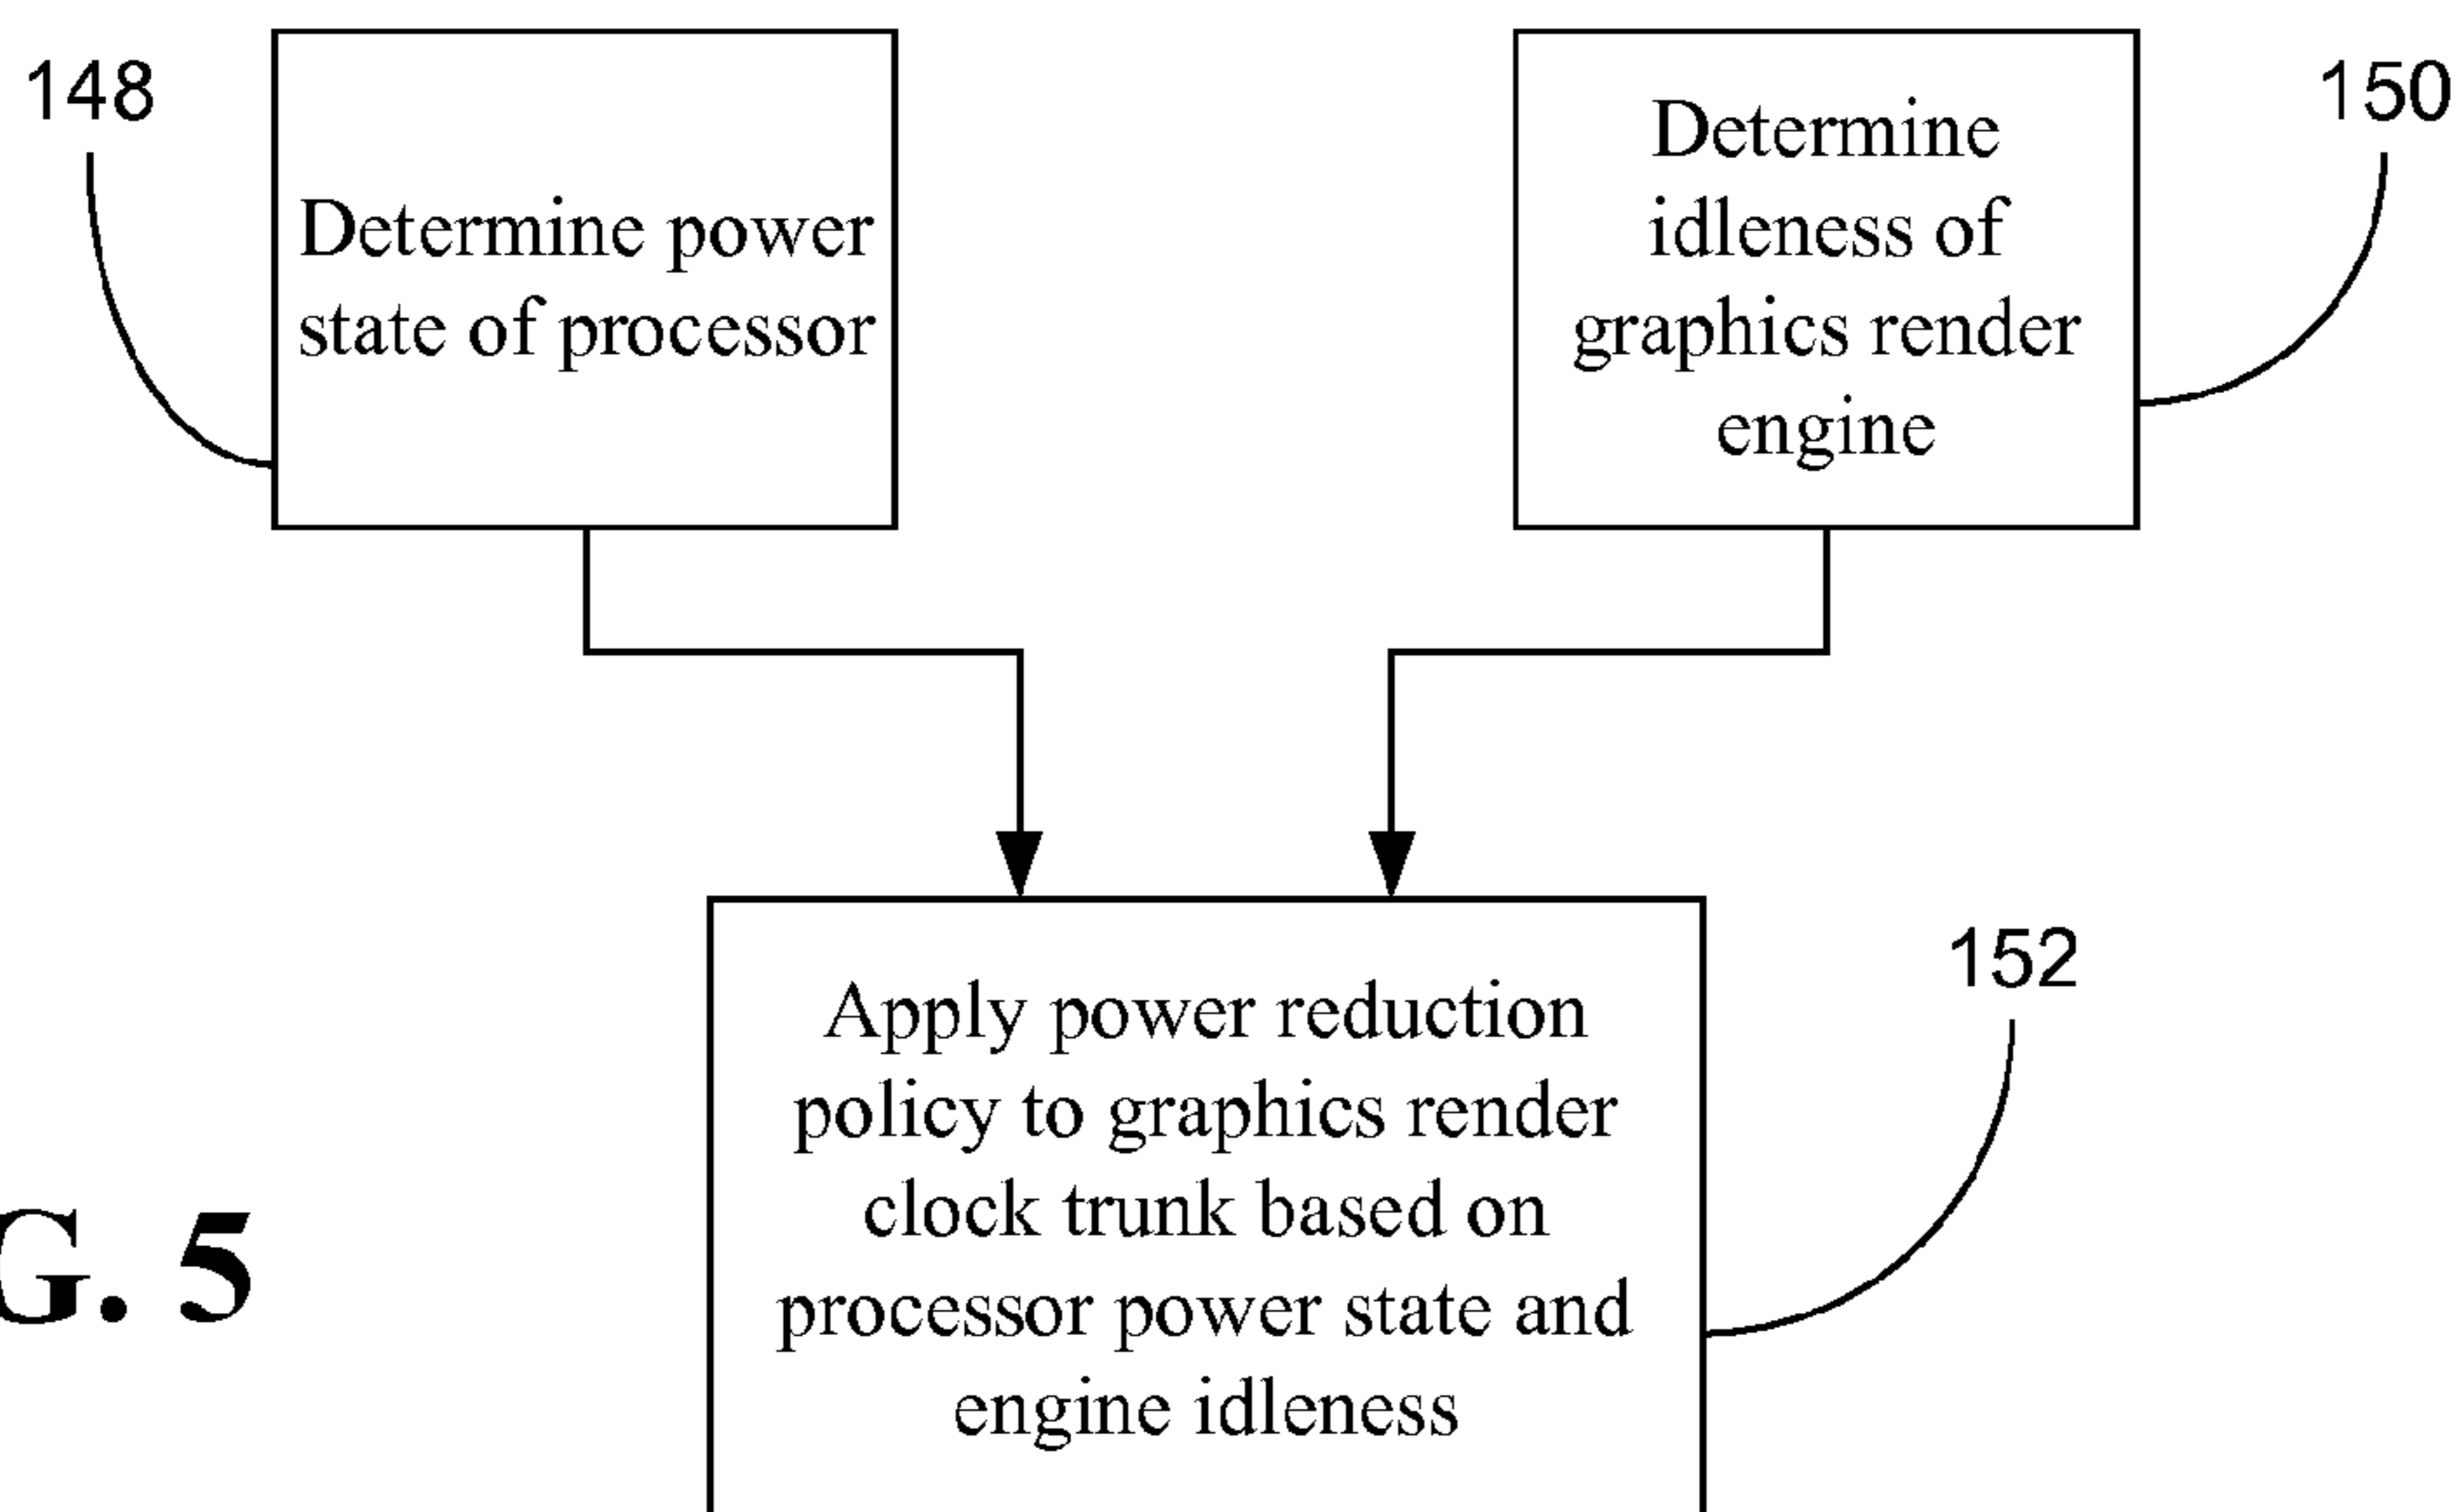 148
Determine power
state of processor
Determine
idleness of
graphics render
engine
150
Apply power reduction
policy to graphics render
clock trunk based on
processor power state and
engine idleness
152
G. 5